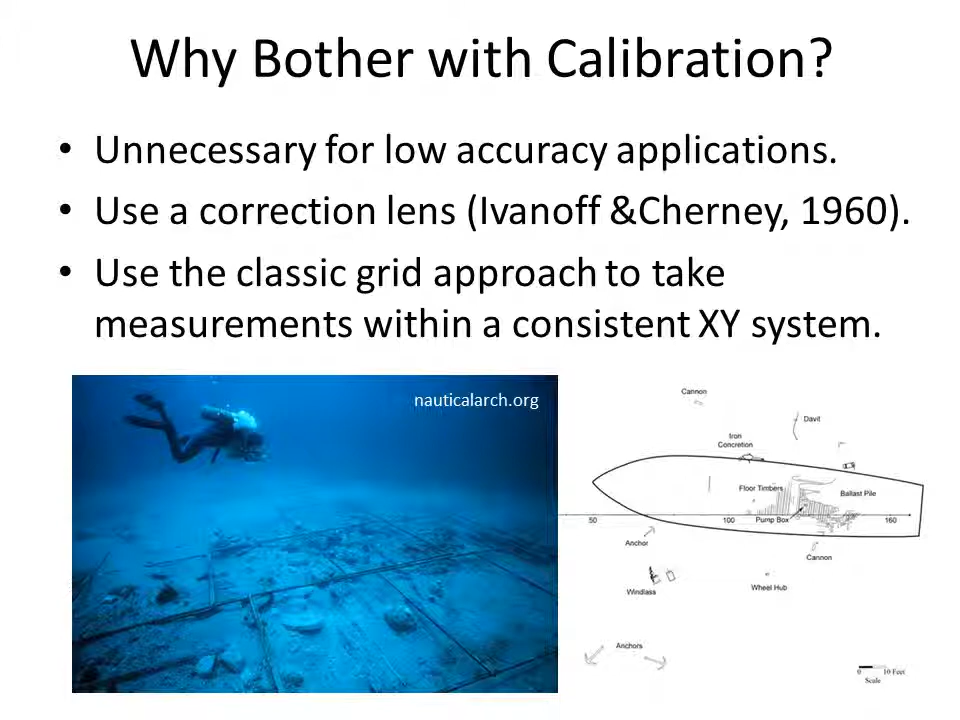 Why Bother with Calibration?
• Unnecessary for low accuracy applications.
• Use a correction lens (Ivanoff &Cherney, 1960).
• Use the classic grid approach to take
measurements within a consistent XY system.
nauticalarch.org
Cannon
Davit
Iron
Concretion
Floor Timbers
Ballast Pile
50
100
Pump Box
160
Anchor
Cannon
Windlass
Wheel Hub
Anchors
0 10 Feet
Scale